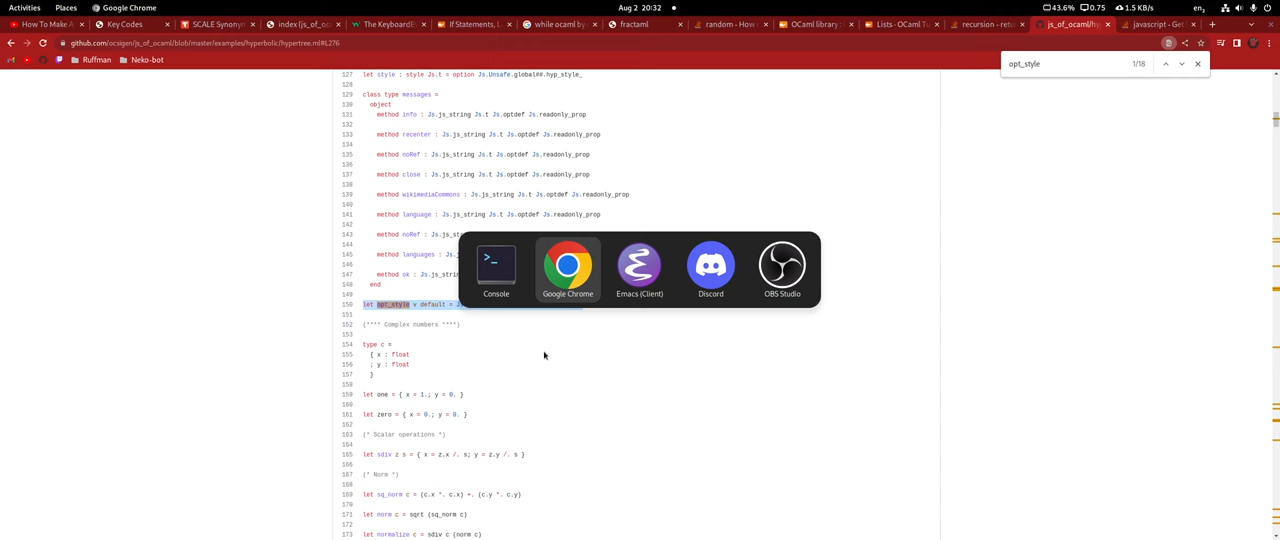 Activities Places Google Chrome Aug 2 20:32 43.6% 0.75 1.5 KB/s en₂
How To Make A Key Codes SCALE Synonym index (js_of_oca The KeyboardEv If Statements, L while ocaml by c fractaml random - How OCaml library : Lists - OCaml Tu recursion - retu js_of_ocaml/hy javascript - Get
github.com/ocsigen/js_of_ocaml/blob/master/examples/hyperbolic/hypertree.ml#L276
Ruffman Neko-bot
opt_style 1/18
127 let style : style Js.t = option Js.Unsafe.global##.hyp_style_
128
129 class type messages =
130 object
131 method info : Js.js_string Js.t Js.optdef Js.readonly_prop
132
133 method recenter : Js.js_string Js.t Js.optdef Js.readonly_prop
134
135 method noRef : Js.js_string Js.t Js.optdef Js.readonly_prop
136
137 method close : Js.js_string Js.t Js.optdef Js.readonly_prop
138
139 method wikimediaCommons : Js.js_string Js.t Js.optdef Js.readonly_prop
140
141 method language : Js.js_string Js.t Js.optdef Js.readonly_prop
142
143 method noRef : Js.js_st
144
145 method languages : Js.
146
147 method ok : Js.js_string
148 end
149
150 let opt_style v default =
151
152 (**** Complex numbers ****)
153
154 type c =
155 { x : float
156 ; y : float
157 }
158
159 let one = { x = 1.; y = 0. }
160
161 let zero = { x = 0.; y = 0. }
162
163 (* Scalar operations *)
164
165 let sdiv z s = { x = z.x /. s; y = z.y /. s }
166
167 (* Norm *)
168
169 let sq_norm c = (c.x *. c.x) +. (c.y *. c.y)
170
171 let norm c = sqrt (sq_norm c)
172
173 let normalize c = sdiv c (norm c)
Console Google Chrome Emacs (Client) Discord OBS Studio